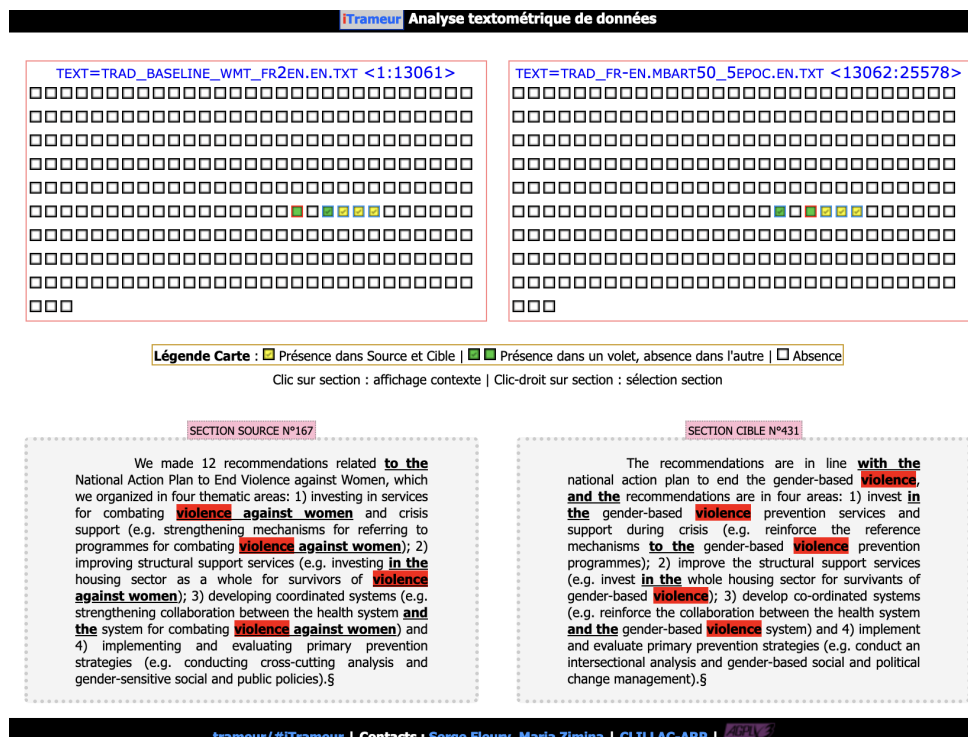 iTrameur Analyse textométrique de données
TEXT=TRAD_BASELINE_WMT_FR2EN.EN.TXT <1:13061>
TEXT=TRAD_FR-EN.MBART50_5EPOC.EN.TXT <13062:25578>
Légende Carte : Présence dans Source et Cible | Présence dans un volet, absence dans l'autre | Absence
Clic sur section : affichage contexte | Clic-droit sur section : sélection section
SECTION SOURCE N°167
We made 12 recommendations related to the
National Action Plan to End Violence against Women, which
we organized in four thematic areas: 1) investing in services
for combating violence against women and crisis
support (e.g. strengthening mechanisms for referring to
programmes for combating violence against women); 2)
improving structural support services (e.g. investing in the
housing sector as a whole for survivors of violence
against women); 3) developing coordinated systems (e.g.
strengthening collaboration between the health system and
the system for combating violence against women) and
4) implementing and evaluating primary prevention
strategies (e.g. conducting cross-cutting analysis and
gender-sensitive social and public policies).§
SECTION CIBLE N°431
The recommendations are in line with the
national action plan to end the gender-based violence,
and the recommendations are in four areas: 1) invest in
the gender-based violence prevention services and
support during crisis (e.g. reinforce the reference
mechanisms to the gender-based violence prevention
programmes); 2) improve the structural support services
(e.g. invest in the whole housing sector for survivants of
gender-based violence); 3) develop co-ordinated systems
(e.g. reinforce the collaboration between the health system
and the gender-based violence system) and 4) implement
and evaluate primary prevention strategies (e.g. conduct an
intersectional analysis and gender-based social and political
change management).§
trameur/#iTrameur | Contacts : Serge Fleury, Maria Zimina | CLILLAC-ARP |